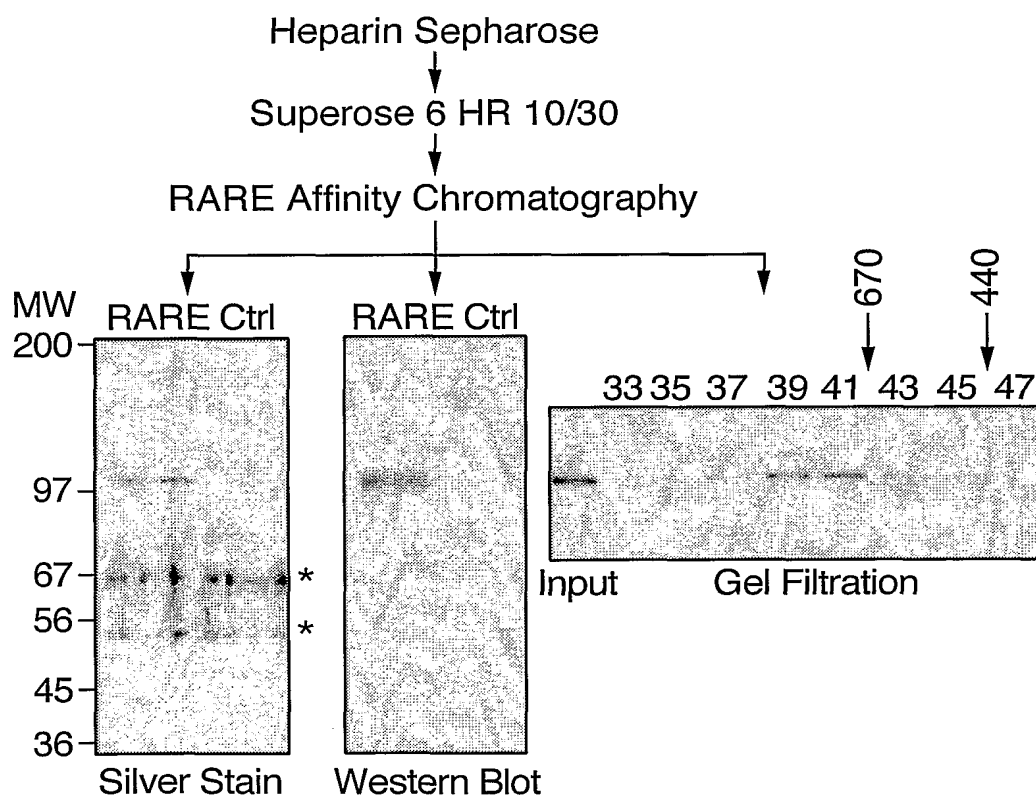 Heparin Sepharose
Superose 6 HR 10/30
RARE Affinity Chromatography
MW
RARE Ctrl
RARE Ctrl
670
440
200
97
67
56
45
36
*
*
33 35 37 39 41 43 45 47
Silver Stain
Western Blot
Input
Gel Filtration